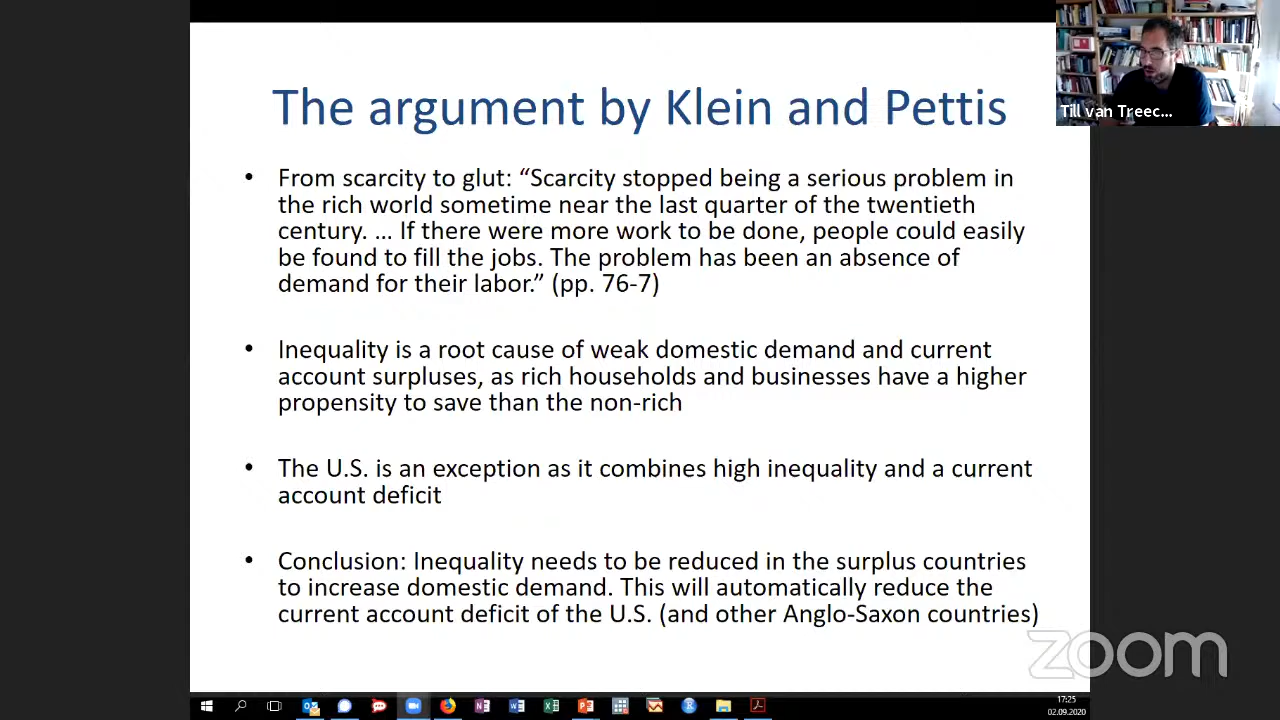 The argument by Klein and Pettis
Till van Treec...
• From scarcity to glut: “Scarcity stopped being a serious problem in
the rich world sometime near the last quarter of the twentieth
century. ... If there were more work to be done, people could easily
be found to fill the jobs. The problem has been an absence of
demand for their labor.” (pp. 76-7)
• Inequality is a root cause of weak domestic demand and current
account surpluses, as rich households and businesses have a higher
propensity to save than the non-rich
• The U.S. is an exception as it combines high inequality and a current
account deficit
• Conclusion: Inequality needs to be reduced in the surplus countries
to increase domestic demand. This will automatically reduce the
current account deficit of the U.S. (and other Anglo-Saxon countries)
zoom
17:25
02.09.2020